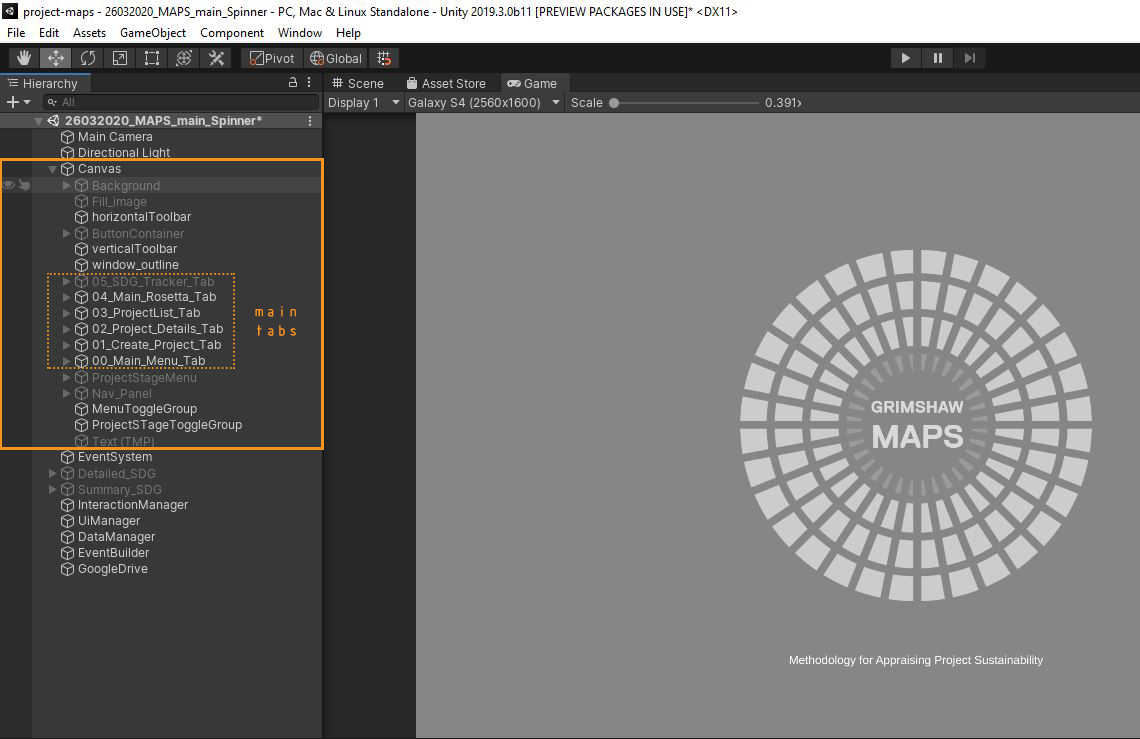 project-maps - 26032020_MAPS_main_Spinner - PC, Mac & Linux Standalone - Unity 2019.3.0b11 [PREVIEW PACKAGES IN USE]* <DX11>
File Edit Assets GameObject Component Window Help
Pivot Global
Hierarchy
Scene Asset Store Game
All
Display 1 Galaxy S4 (2560x1600) Scale 0.391x
26032020_MAPS_main_Spinner*
Main Camera
Directional Light
Canvas
Background
Fill_image
horizontalToolbar
ButtonContainer
verticalToolbar
window_outline
05_SDG_Tracker_Tab
04_Main_Rosetta_Tab
03_ProjectList_Tab
02_Project_Details_Tab
01_Create_Project_Tab
00_Main_Menu_Tab
main
tabs
ProjectStageMenu
Nav_Panel
MenuToggleGroup
ProjectSTageToggleGroup
Text (TMP)
EventSystem
Detailed_SDG
Summary_SDG
InteractionManager
UiManager
DataManager
EventBuilder
GoogleDrive
GRIMSHAW
MAPS
Methodology for Appraising Project Sustainability